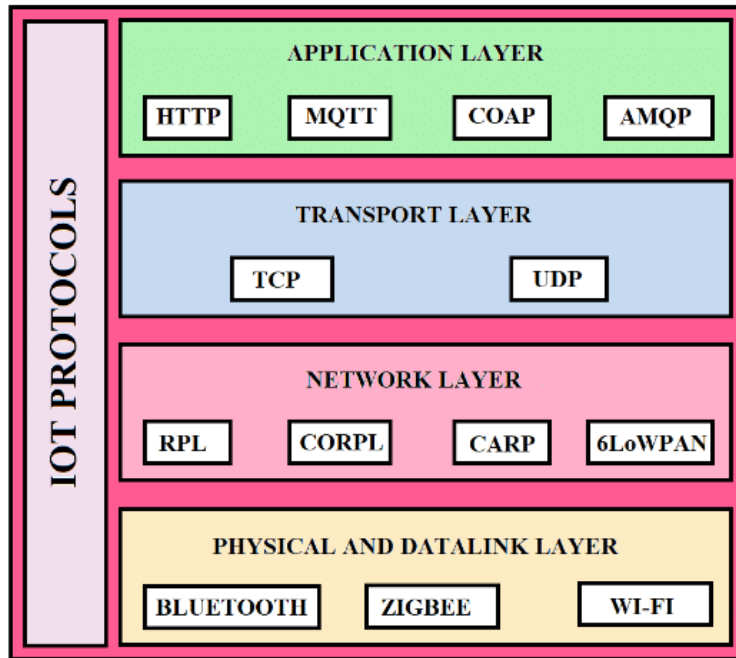 IOT PROTOCOLS
APPLICATION LAYER
HTTP MQTT COAP AMQP
TRANSPORT LAYER
TCP UDP
NETWORK LAYER
RPL CORPL CARP 6LoWPAN
PHYSICAL AND DATALINK LAYER
BLUETOOTH ZIGBEE WI-FI